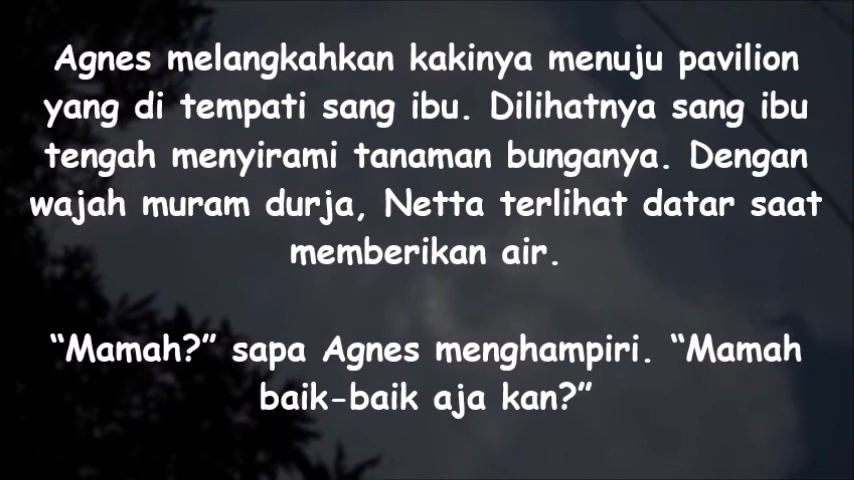 Agnes melangkahkan kakinya menuju pavilion
yang di tempati sang ibu. Dilihatnya sang ibu
tengah menyirami tanaman bunganya. Dengan
wajah muram durja, Netta terlihat datar saat
memberikan air.
“Mamah?” sapa Agnes menghampiri. “Mamah
baik-baik aja kan?”